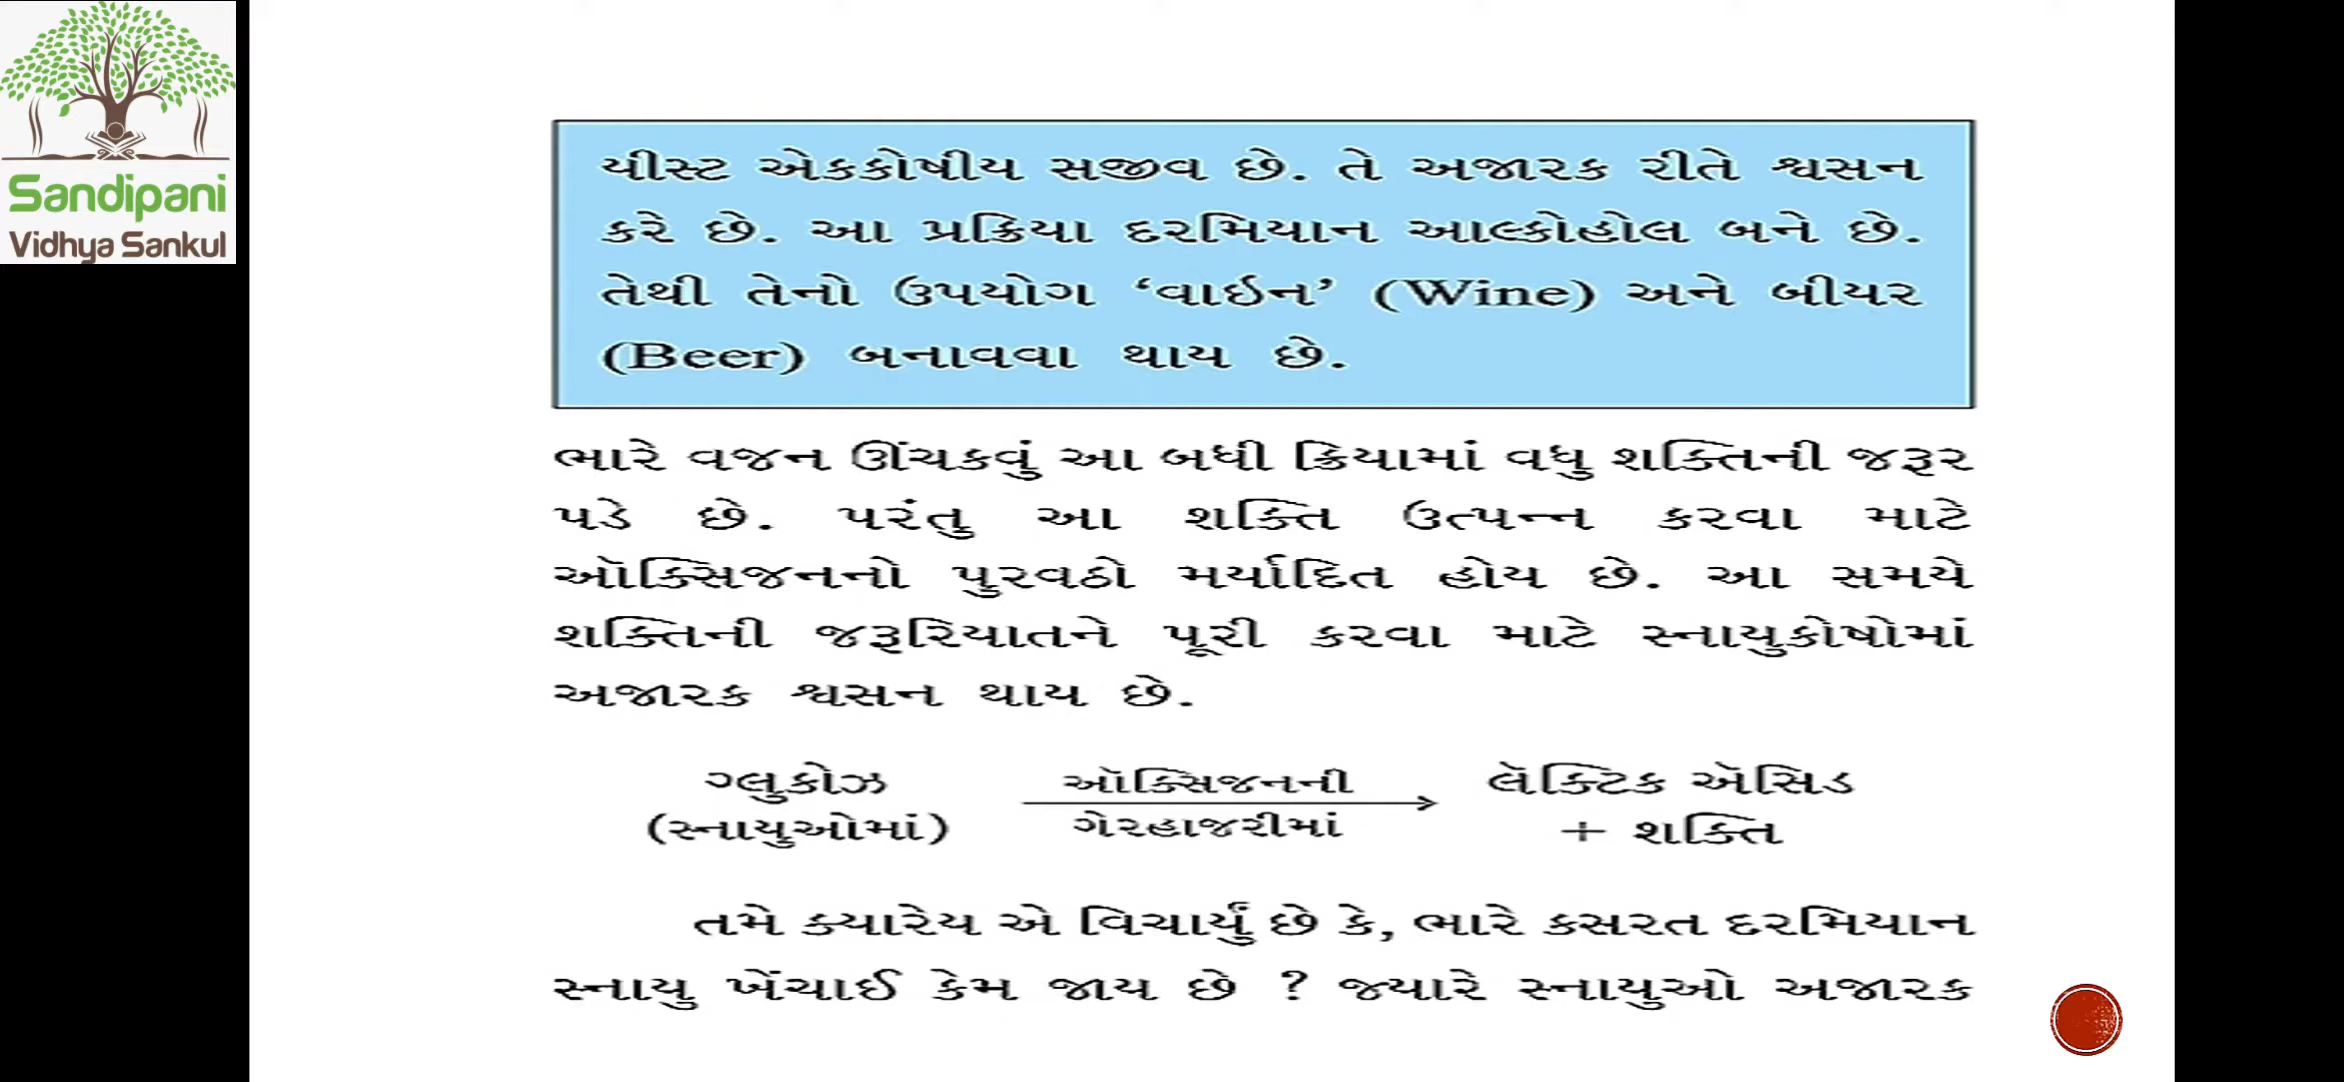 Sandipani
Vidhya Sankul
યીસ્ટ એકકોષીય સજીવ છે. તે અજારક રીતે શ્વસન
કરે છે. આ પ્રક્રિયા દરમિયાન આલ્કોહોલ બને છે.
તેથી તેનો ઉપયોગ ‘વાઇન’ (Wine) અને બીયર
(Beer) બનાવવા થાય છે.
ભારે વજન ઊંચકવું આ બધી ક્રિયામાં વધુ શક્તિની જરૂર
પડે છે. પરંતુ આ શક્તિ ઉત્પન્ન કરવા માટે
ઑક્સિજનનો પુરવઠો મર્યાદિત હોય છે. આ સમયે
શક્તિની જરૂરિયાતને પૂરી કરવા માટે સ્નાયુકોષોમાં
અજારક શ્વસન થાય છે.
ગ્લુકોઝ ઑક્સિજનની લૅક્ટિક ઍસિડ
(સ્નાયુઓમાં) ગેરહાજરીમાં + શક્તિ
તમે ક્યારેય એ વિચાર્યું છે કે, ભારે કસરત દરમિયાન
સ્નાયુ ખેંચાઈ કેમ જાય છે ? જ્યારે સ્નાયુઓ અજારક